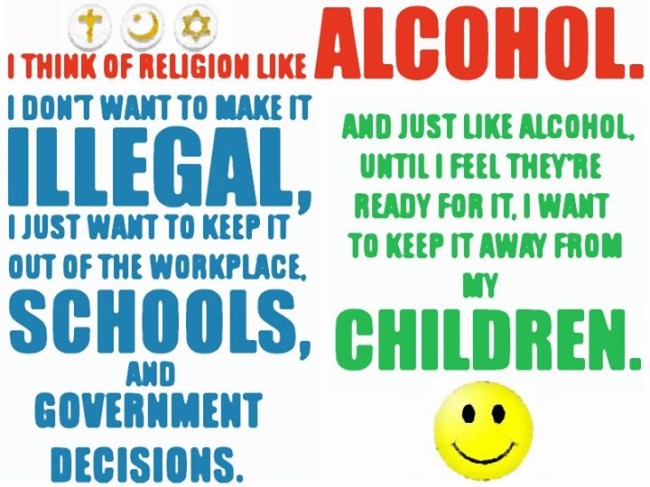 I THINK OF RELIGION LIKE ALCOHOL.
I DON'T WANT TO MAKE IT
ILLEGAL,
I JUST WANT TO KEEP IT
OUT OF THE WORKPLACE,
SCHOOLS,
AND
GOVERNMENT
DECISIONS.
AND JUST LIKE ALCOHOL,
UNTIL I FEEL THEY'RE
READY FOR IT, I WANT
TO KEEP IT AWAY FROM
MY
CHILDREN.